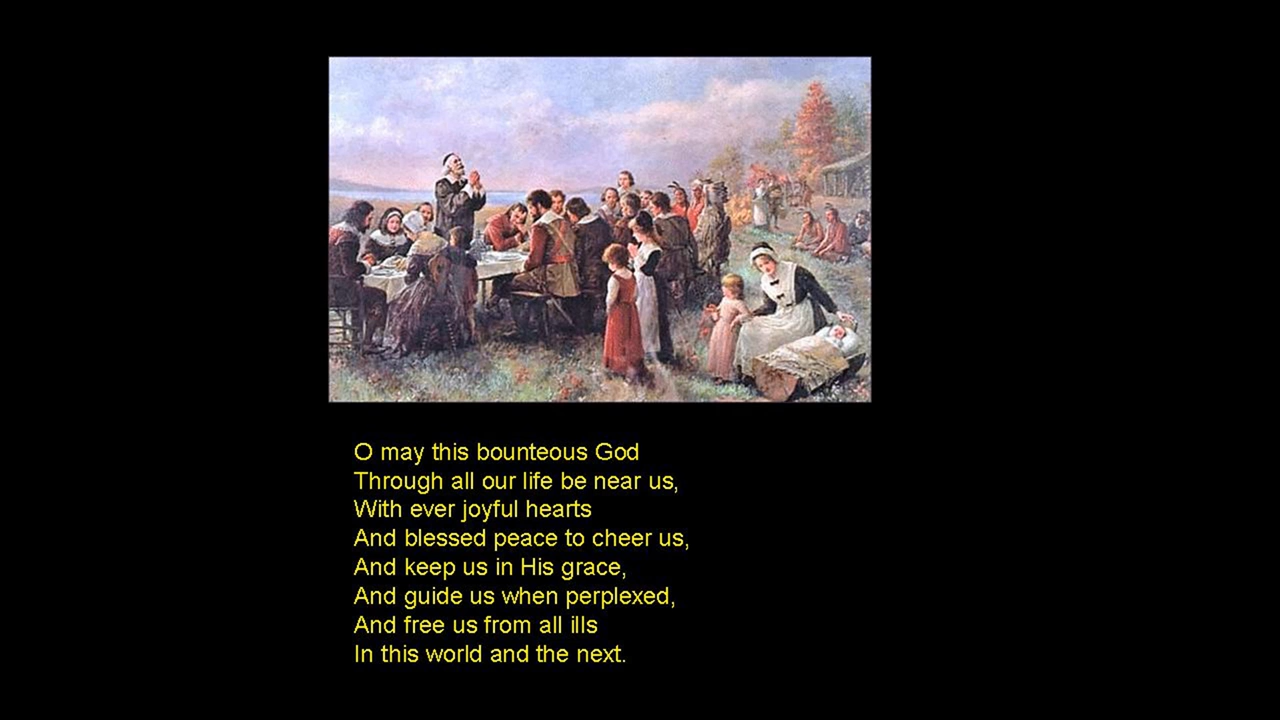 O may this bounteous God
Through all our life be near us,
With ever joyful hearts
And blessed peace to cheer us,
And keep us in His grace,
And guide us when perplexed,
And free us from all ills
In this world and the next.